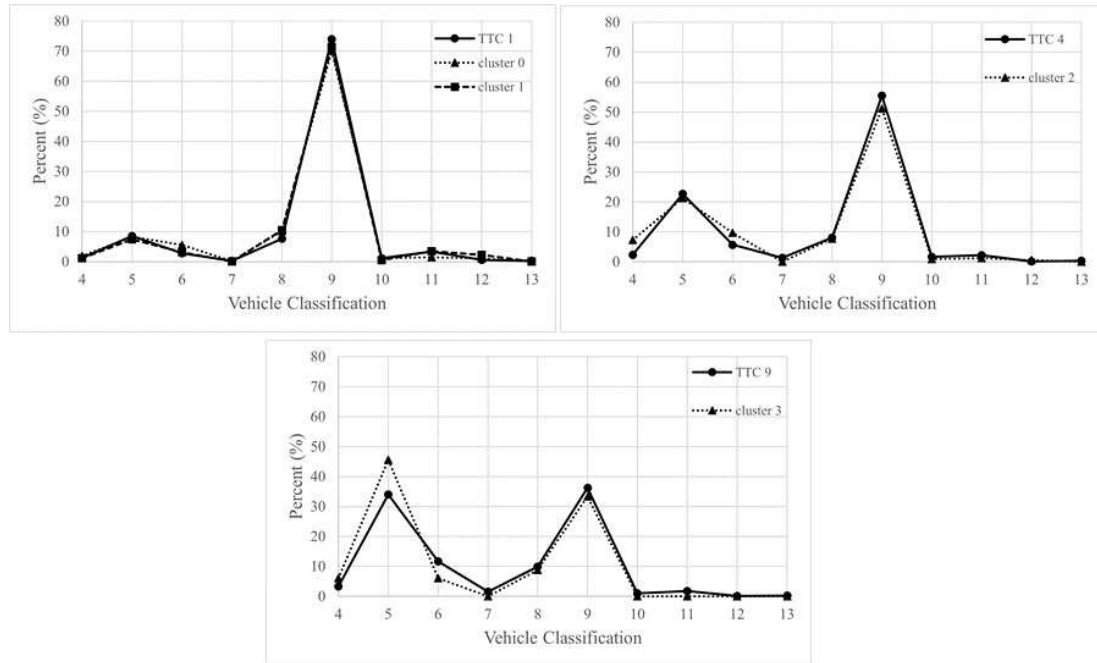 80
70
60
50
40
30
20
10
0
Percent (%)
4 5 6 7 8 9 10 11 12 13
Vehicle Classification
TTC 1
cluster 0
cluster 1
80
70
60
50
40
30
20
10
0
Percent (%)
4 5 6 7 8 9 10 11 12 13
Vehicle Classification
TTC 4
cluster 2
80
70
60
50
40
30
20
10
0
Percent (%)
4 5 6 7 8 9 10 11 12 13
Vehicle Classification
TTC 9
cluster 3